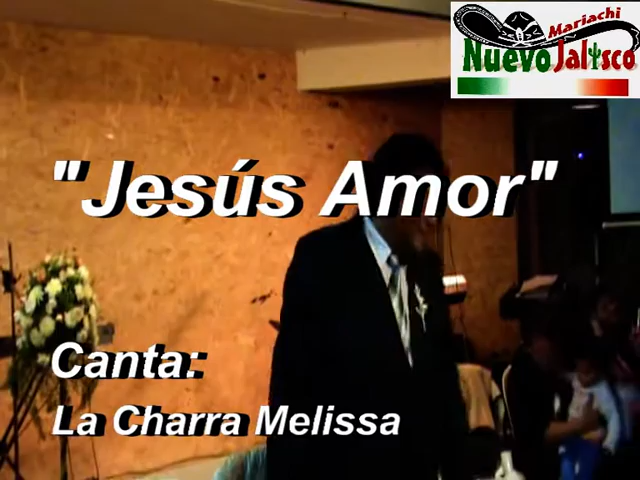 Mariachi
Nuevo Jalisco
"Jesús Amor"
Canta:
La Charra Melissa